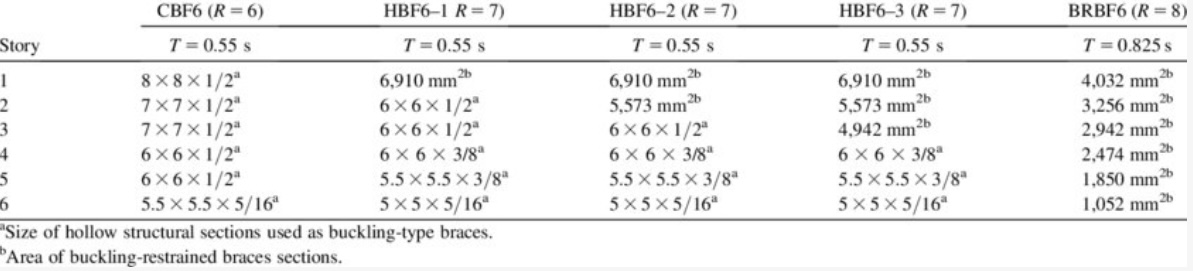 CBF6 (R = 6) HBF6–1 R = 7) HBF6–2 (R = 7) HBF6–3 (R = 7) BRBF6 (R = 8)
Story T = 0.55 s T = 0.55 s T = 0.55 s T = 0.55 s T = 0.825 s
1 8 × 8 × 1/2ᵃ 6,910 mm²ᵇ 6,910 mm²ᵇ 6,910 mm²ᵇ 4,032 mm²ᵇ
2 7 × 7 × 1/2ᵃ 6 × 6 × 1/2ᵃ 5,573 mm²ᵇ 5,573 mm²ᵇ 3,256 mm²ᵇ
3 7 × 7 × 1/2ᵃ 6 × 6 × 1/2ᵃ 6 × 6 × 1/2ᵃ 4,942 mm²ᵇ 2,942 mm²ᵇ
4 6 × 6 × 1/2ᵃ 6 × 6 × 3/8ᵃ 6 × 6 × 3/8ᵃ 6 × 6 × 3/8ᵃ 2,474 mm²ᵇ
5 6 × 6 × 1/2ᵃ 5.5 × 5.5 × 3/8ᵃ 5.5 × 5.5 × 3/8ᵃ 5.5 × 5.5 × 3/8ᵃ 1,850 mm²ᵇ
6 5.5 × 5.5 × 5/16ᵃ 5 × 5 × 5/16ᵃ 5 × 5 × 5/16ᵃ 5 × 5 × 5/16ᵃ 1,052 mm²ᵇ
ᵃSize of hollow structural sections used as buckling-type braces.
ᵇArea of buckling-restrained braces sections.